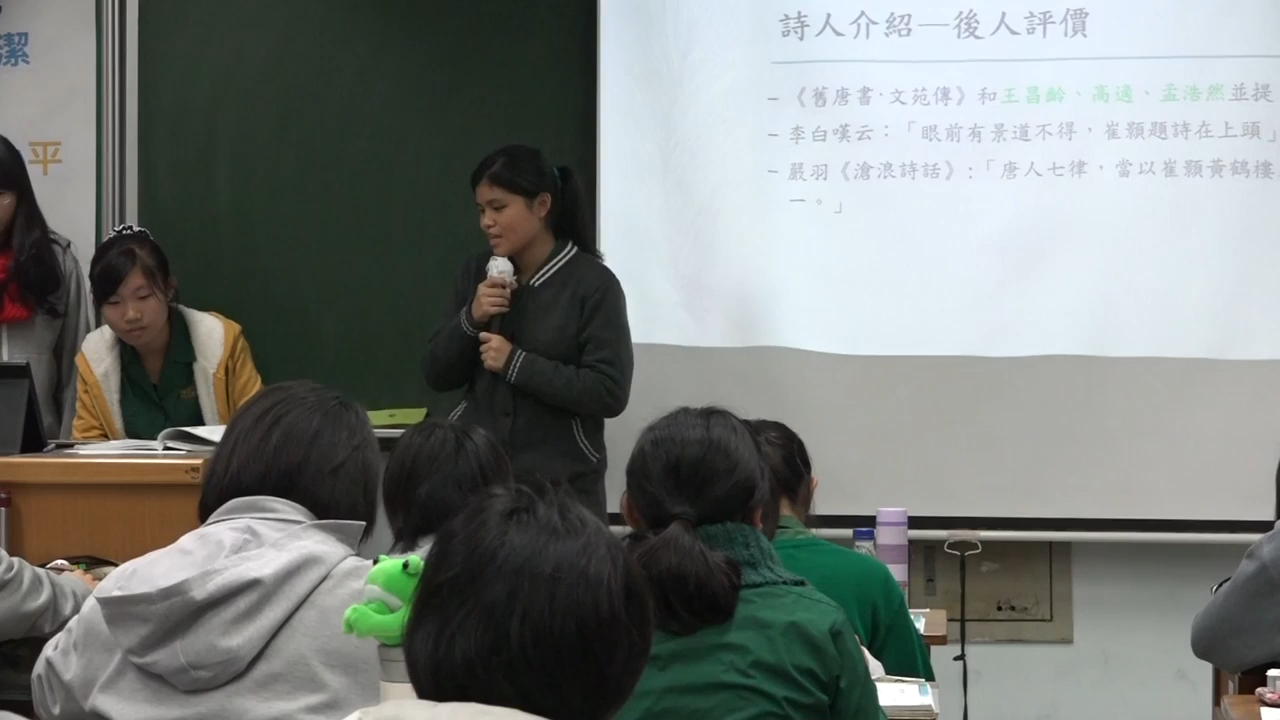 潔
平
詩人介紹—後人評價
– 《舊唐書·文苑傳》和王昌齡、高適、孟浩然並提
– 李白嘆云：「眼前有景道不得，崔顥題詩在上頭」
– 嚴羽《滄浪詩話》:「唐人七律，當以崔顥黃鶴樓
一。」